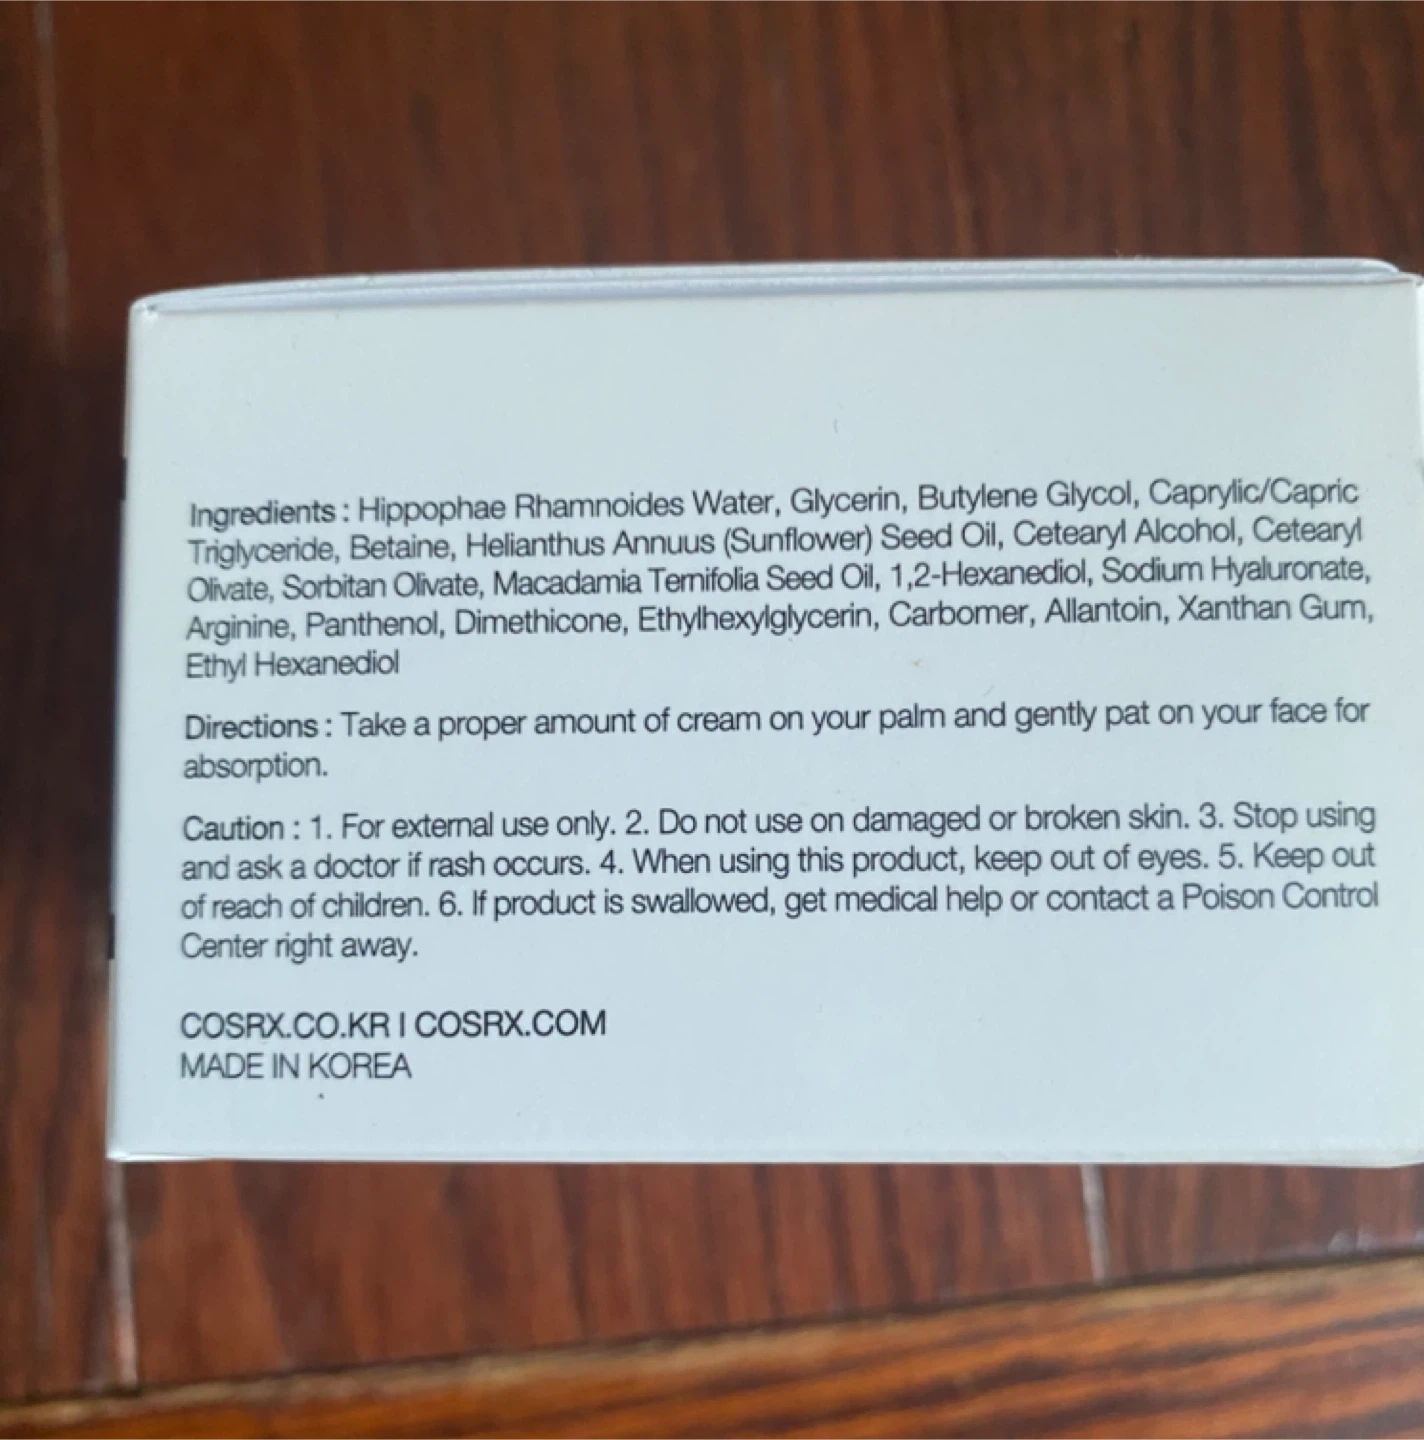 Ingredients : Hippophae Rhamnoides Water, Glycerin, Butylene Glycol, Caprylic/Capric
Triglyceride, Betaine, Helianthus Annuus (Sunflower) Seed Oil, Cetearyl Alcohol, Cetearyl
Olivate, Sorbitan Olivate, Macadamia Ternifolia Seed Oil, 1,2-Hexanediol, Sodium Hyaluronate,
Arginine, Panthenol, Dimethicone, Ethylhexylglycerin, Carbomer, Allantoin, Xanthan Gum,
Ethyl Hexanediol
Directions : Take a proper amount of cream on your palm and gently pat on your face for
absorption.
Caution : 1. For external use only. 2. Do not use on damaged or broken skin. 3. Stop using
and ask a doctor if rash occurs. 4. When using this product, keep out of eyes. 5. Keep out
of reach of children. 6. If product is swallowed, get medical help or contact a Poison Control
Center right away.
COSRX.CO.KR I COSRX.COM
MADE IN KOREA